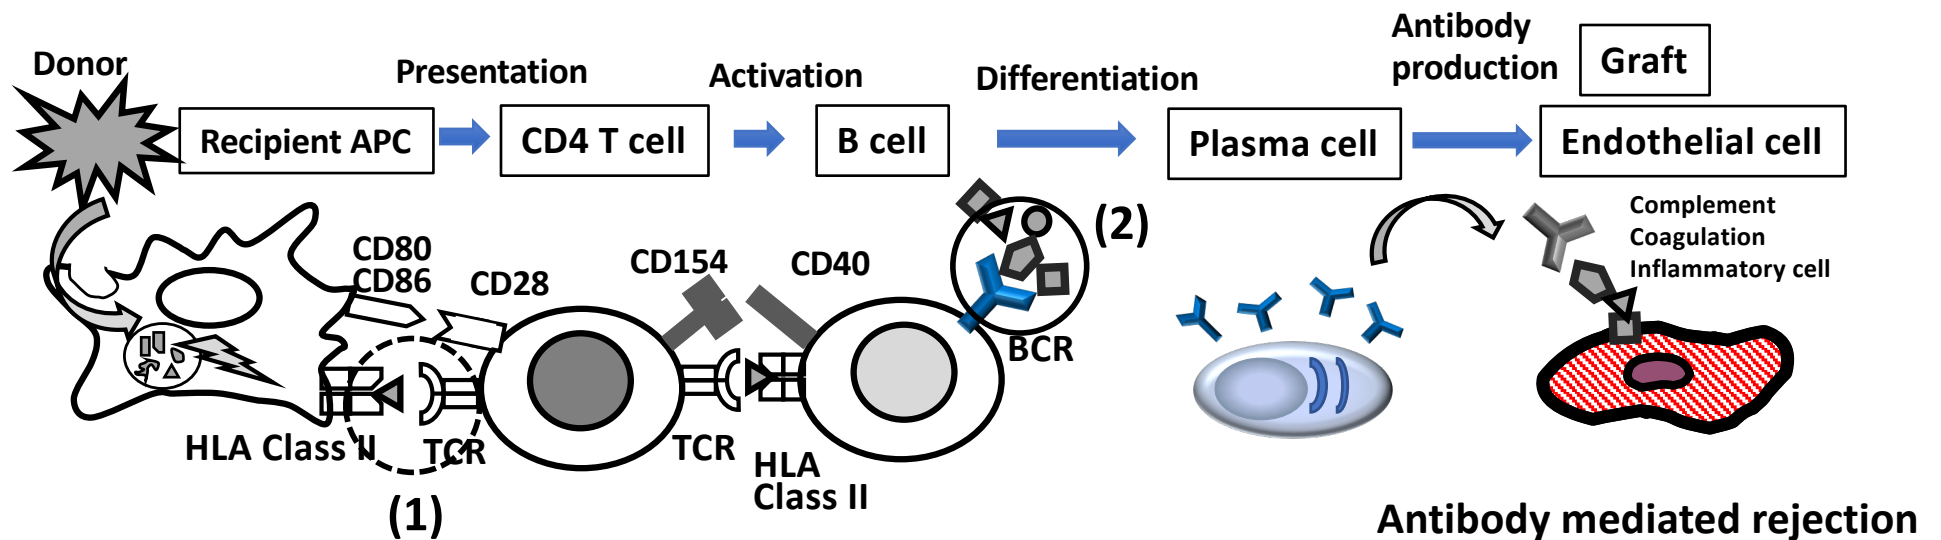 Donor
Recipient APC
Presentation
CD4 T cell
Activation
B cell
Differentiation
Plasma cell
Antibody
production
Graft
Endothelial cell
CD80
CD86
CD28
CD154
CD40
(2)
BCR
Complement
Coagulation
Inflammatory cell
HLA Class II
TCR
(1)
TCR
HLA
Class II
Antibody mediated rejection